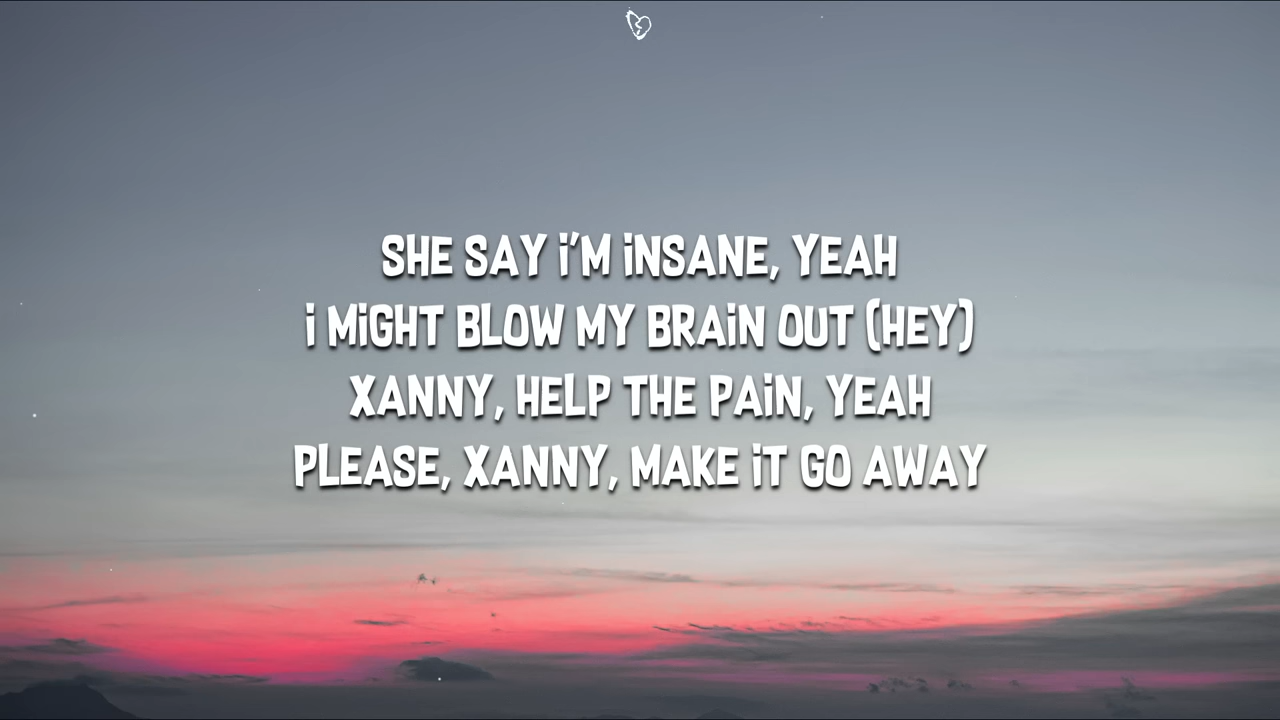 SHE SAY i'M iNSANE, YEAH
i MiGHT BLOW MY BRAiN OUT (HEY)
XANNY, HELP THE PAiN, YEAH
PLEASE, XANNY, MAKE iT GO AWAY